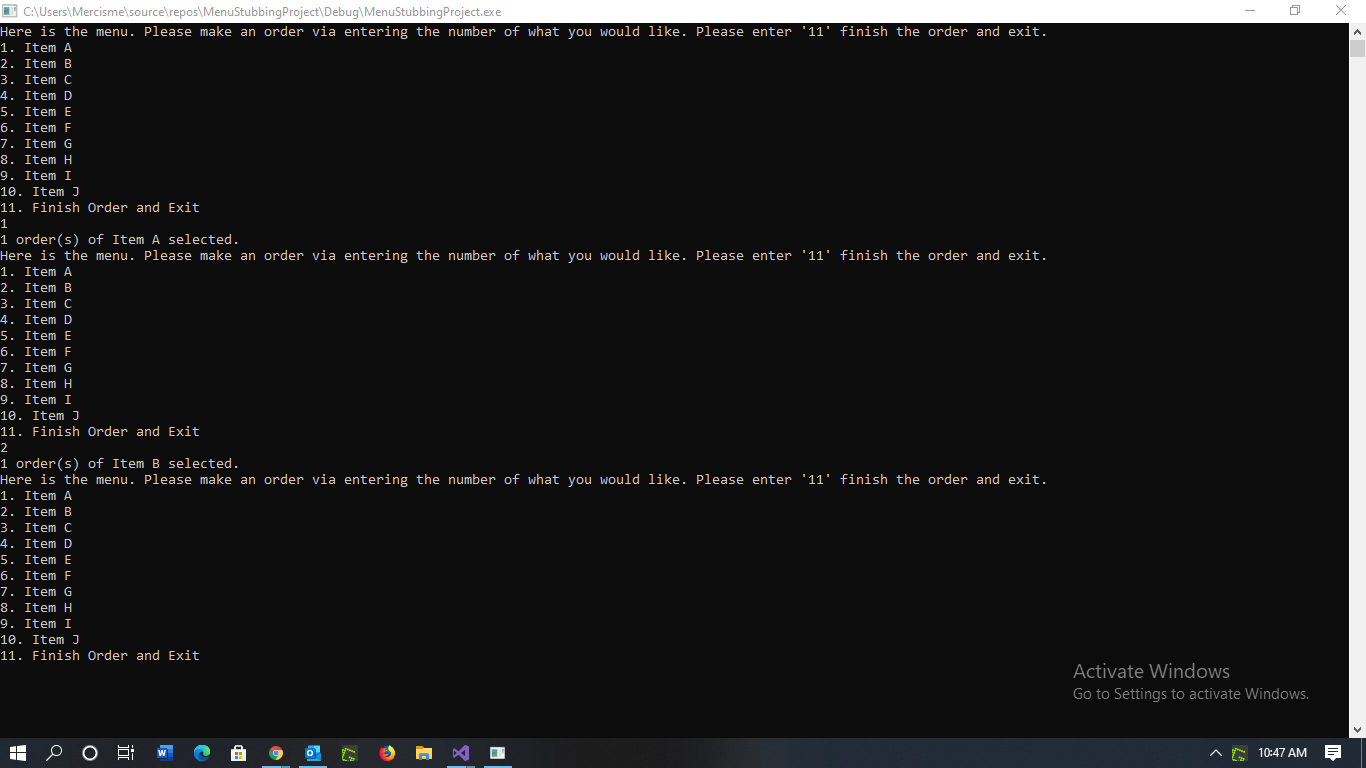 C:\Users\Mercisme\source\repos\MenuStubbingProject\Debug\MenuStubbingProject.exe
Here is the menu. Please make an order via entering the number of what you would like. Please enter '11' finish the order and exit.
1. Item A
2. Item B
3. Item C
4. Item D
5. Item E
6. Item F
7. Item G
8. Item H
9. Item I
10. Item J
11. Finish Order and Exit
1
1 order(s) of Item A selected.
Here is the menu. Please make an order via entering the number of what you would like. Please enter '11' finish the order and exit.
1. Item A
2. Item B
3. Item C
4. Item D
5. Item E
6. Item F
7. Item G
8. Item H
9. Item I
10. Item J
11. Finish Order and Exit
2
1 order(s) of Item B selected.
Here is the menu. Please make an order via entering the number of what you would like. Please enter '11' finish the order and exit.
1. Item A
2. Item B
3. Item C
4. Item D
5. Item E
6. Item F
7. Item G
8. Item H
9. Item I
10. Item J
11. Finish Order and Exit
Activate Windows
Go to Settings to activate Windows.
10:47 AM